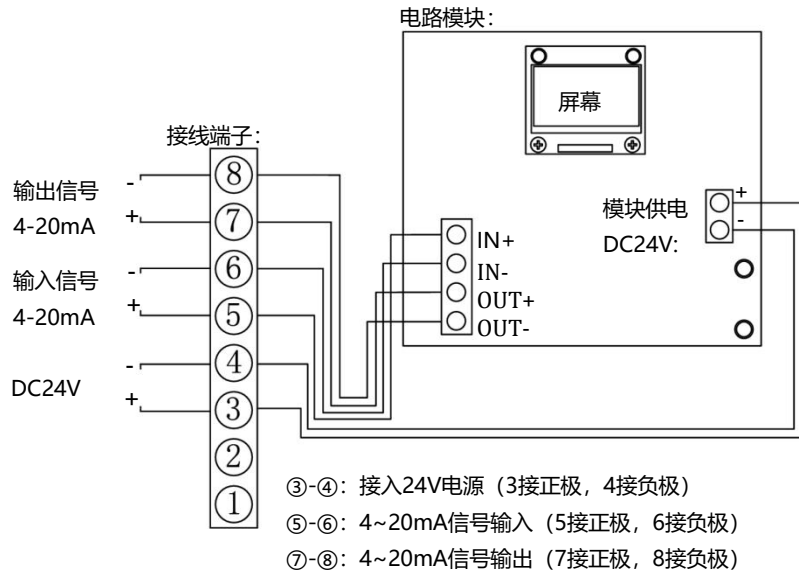 电路模块：
屏幕
接线端子：
输出信号
4-20mA
-
+
⑧
⑦
输入信号
4-20mA
-
+
⑥
⑤
DC24V
-
+
④
③
②
①
IN+
IN-
OUT+
OUT-
模块供电
DC24V:
+
-
③-④：接入24V电源（3接正极，4接负极）
⑤-⑥：4~20mA信号输入（5接正极，6接负极）
⑦-⑧：4~20mA信号输出（7接正极，8接负极）